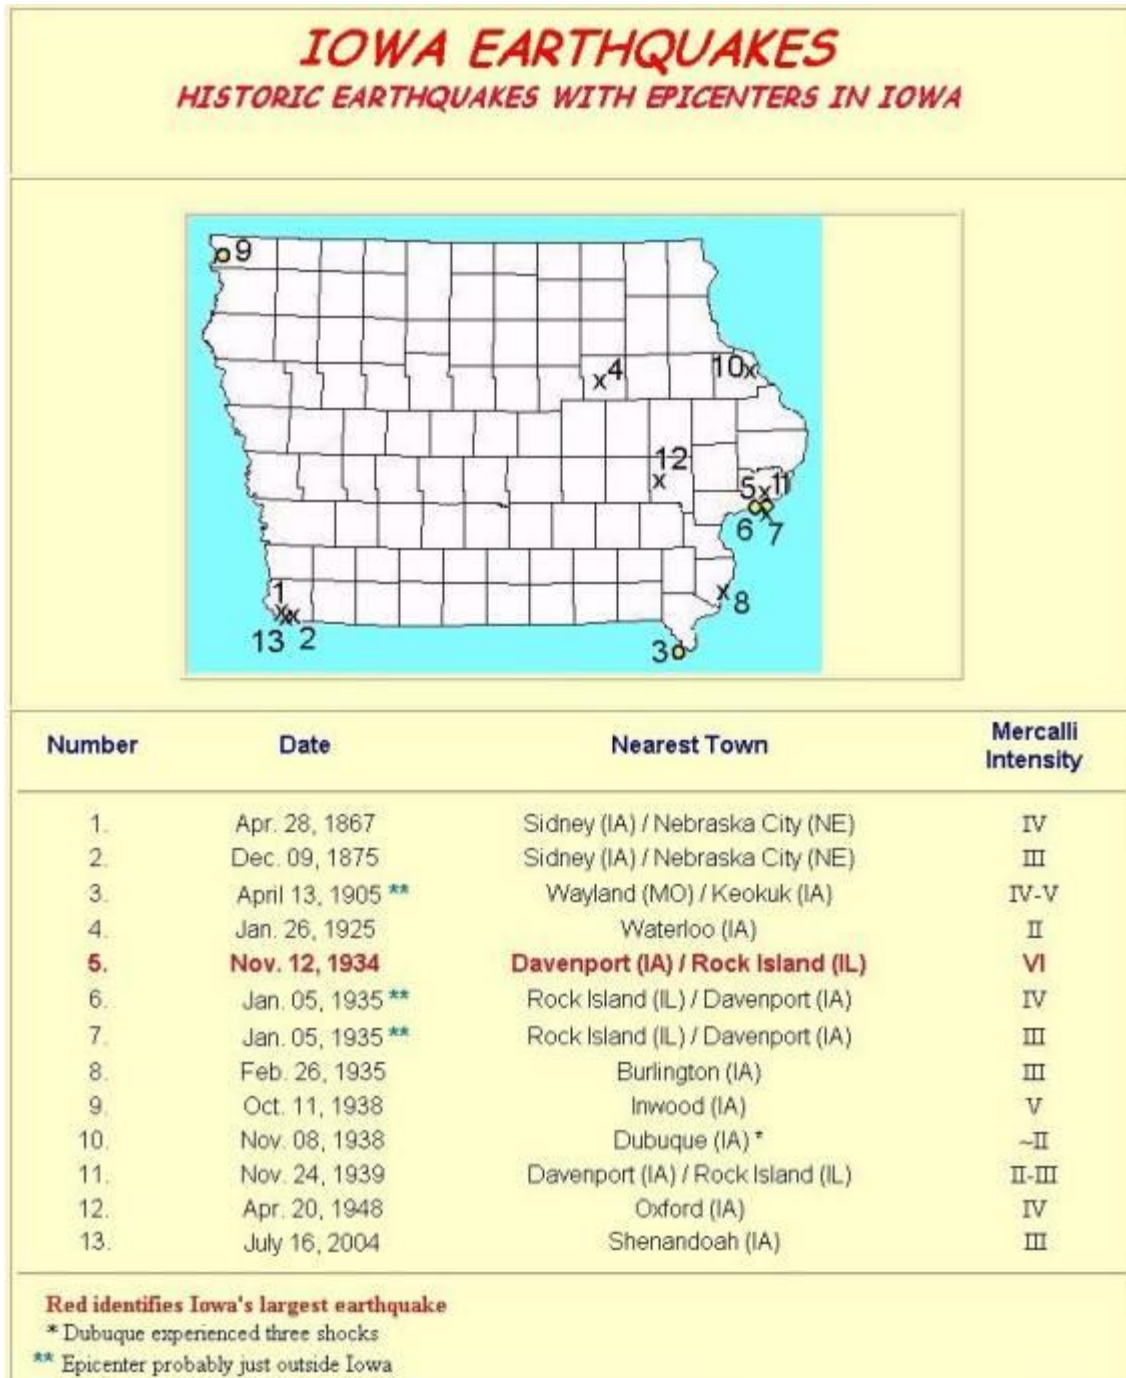 IOWA EARTHQUAKES
HISTORIC EARTHQUAKES WITH EPICENTERS IN IOWA
9
4
10
12
5 11
6 7
8
1
13 2
3
Number Date Nearest Town Mercalli Intensity
1. Apr. 28, 1867 Sidney (IA) / Nebraska City (NE) IV
2. Dec. 09, 1875 Sidney (IA) / Nebraska City (NE) III
3. April 13, 1905 ** Wayland (MO) / Keokuk (IA) IV-V
4. Jan. 26, 1925 Waterloo (IA) II
5. Nov. 12, 1934 Davenport (IA) / Rock Island (IL) VI
6. Jan. 05, 1935 ** Rock Island (IL) / Davenport (IA) IV
7. Jan. 05, 1935 ** Rock Island (IL) / Davenport (IA) III
8. Feb. 26, 1935 Burlington (IA) III
9. Oct. 11, 1938 Inwood (IA) V
10. Nov. 08, 1938 Dubuque (IA) * ~II
11. Nov. 24, 1939 Davenport (IA) / Rock Island (IL) II-III
12. Apr. 20, 1948 Oxford (IA) IV
13. July 16, 2004 Shenandoah (IA) III
Red identifies Iowa's largest earthquake
* Dubuque experienced three shocks
** Epicenter probably just outside Iowa